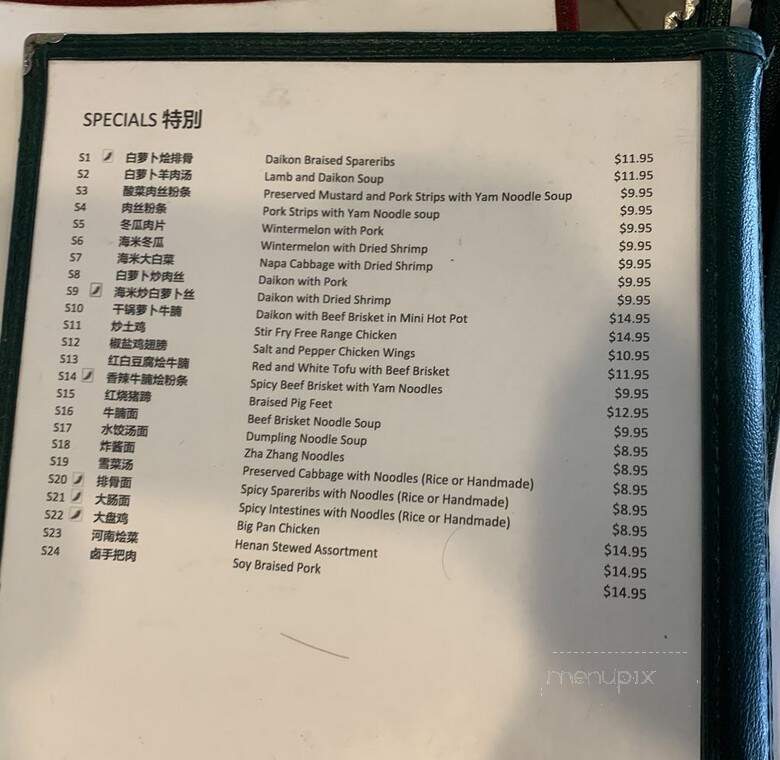 SPECIALS 特別
S1 白萝卜烩排骨 Daikon Braised Spareribs $11.95
S2 白萝卜羊肉汤 Lamb and Daikon Soup $11.95
S3 酸菜肉丝粉条 Preserved Mustard and Pork Strips with Yam Noodle Soup $9.95
S4 肉丝粉条 Pork Strips with Yam Noodle soup $9.95
S5 冬瓜肉片 Wintermelon with Pork $9.95
S6 海米冬瓜 Wintermelon with Dried Shrimp $9.95
S7 海米大白菜 Napa Cabbage with Dried Shrimp $9.95
S8 白萝卜炒肉丝 Daikon with Pork $9.95
S9 海米炒白萝卜丝 Daikon with Dried Shrimp $9.95
S10 干锅萝卜牛腩 Daikon with Beef Brisket in Mini Hot Pot $14.95
S11 炒土鸡 Stir Fry Free Range Chicken $14.95
S12 椒盐鸡翅膀 Salt and Pepper Chicken Wings $10.95
S13 红白豆腐烩牛腩 Red and White Tofu with Beef Brisket $11.95
S14 香辣牛腩烩粉条 Spicy Beef Brisket with Yam Noodles $9.95
S15 红烧猪蹄 Braised Pig Feet $12.95
S16 牛腩面 Beef Brisket Noodle Soup $9.95
S17 水饺汤面 Dumpling Noodle Soup $8.95
S18 炸酱面 Zha Zhang Noodles $8.95
S19 雪菜汤 Preserved Cabbage with Noodles (Rice or Handmade) $8.95
S20 排骨面 Spicy Spareribs with Noodles (Rice or Handmade) $8.95
S21 大肠面 Spicy Intestines with Noodles (Rice or Handmade) $8.95
S22 大盘鸡 Big Pan Chicken $14.95
S23 河南烩菜 Henan Stewed Assortment $14.95
S24 卤手把肉 Soy Braised Pork $14.95
menupix